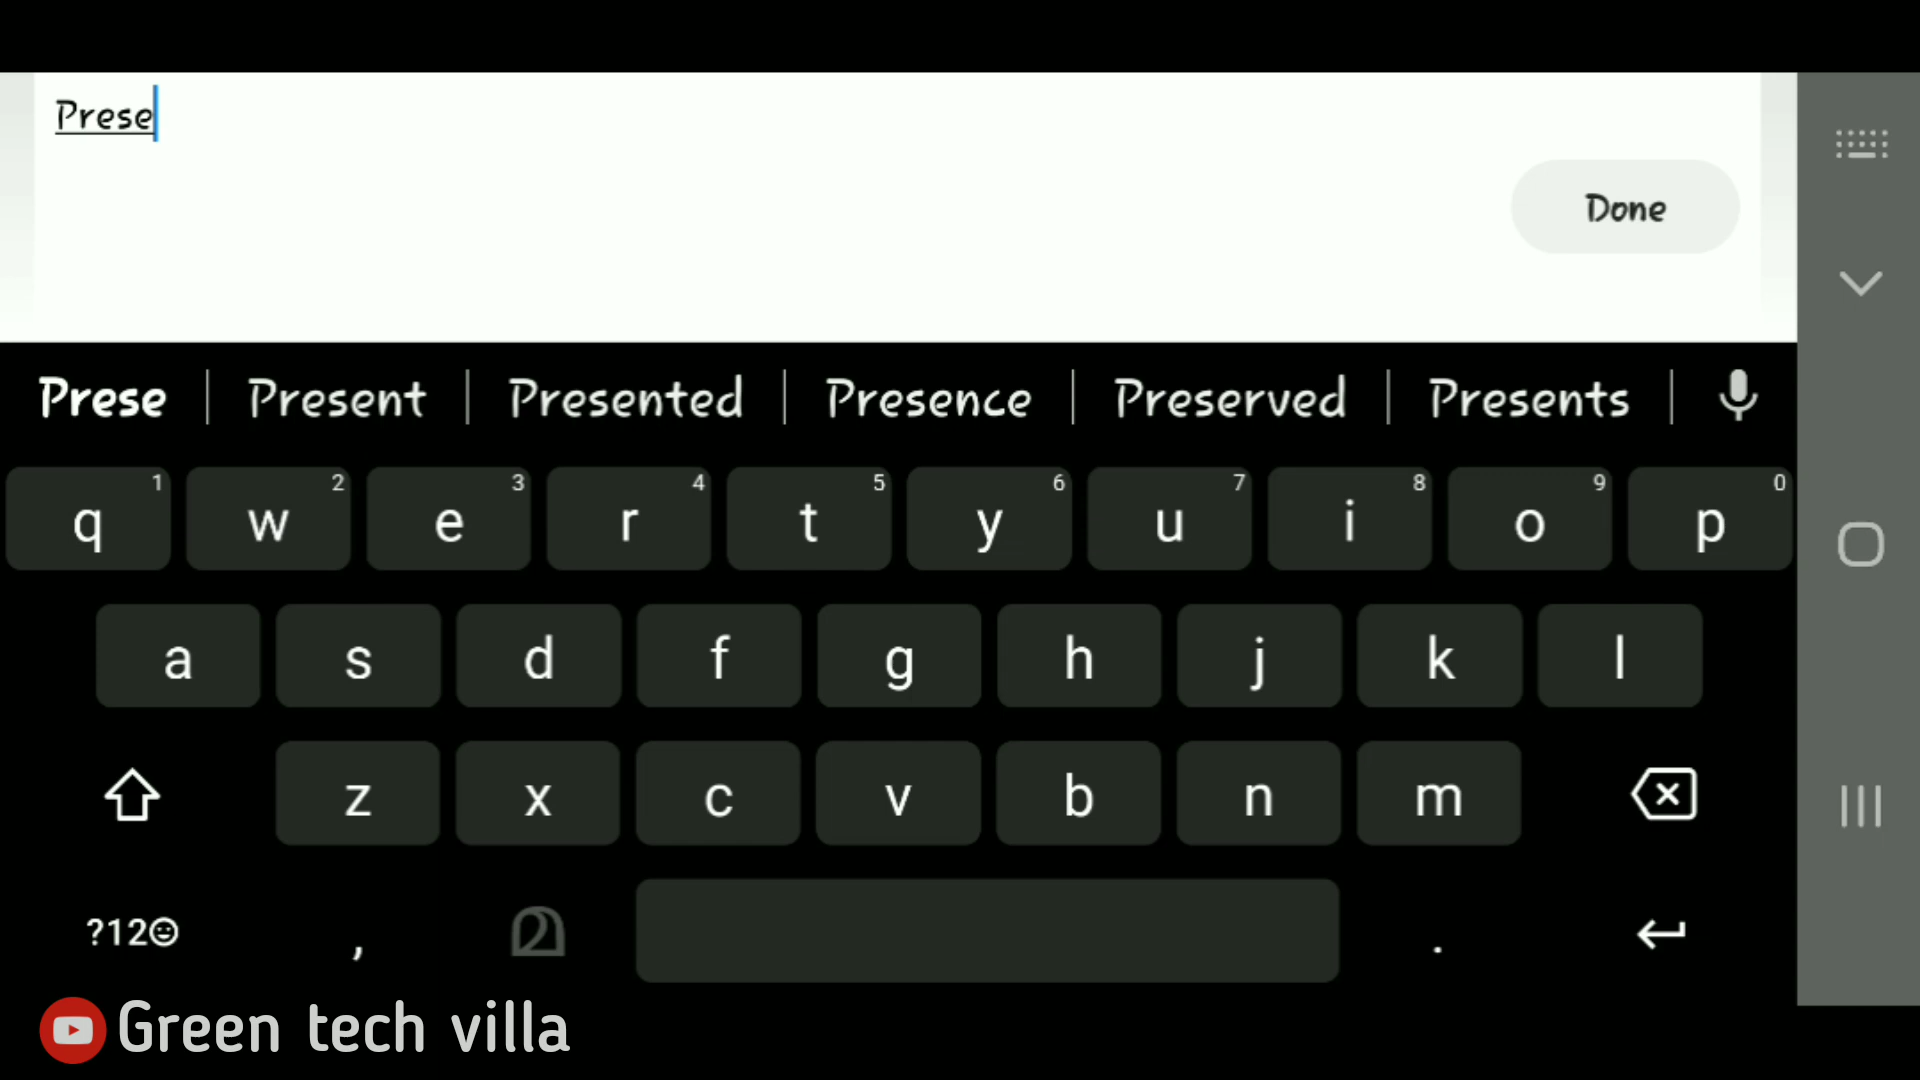 Prese
Done
Prese Present Presented Presence Preserved Presents
1 2 3 4 5 6 7 8 9 0
q w e r t y u i o p
a s d f g h j k l
z x c v b n m
?12☺ , മ .
Green tech villa